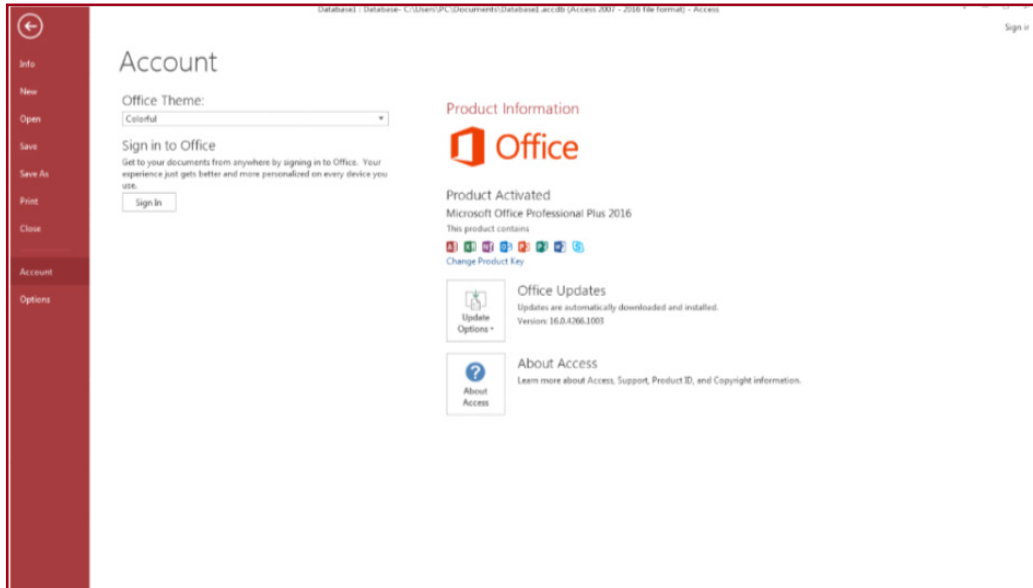 Database1 : Database- C:\Users\PC\Documents\Database1.accdb (Access 2007 - 2016 file format) - Access
Sign in
Info
New
Open
Save
Save As
Print
Close
Account
Options
Account
Office Theme:
Colorful
Sign in to Office
Get to your documents from anywhere by signing in to Office. Your
experience just gets better and more personalized on every device you
use.
Sign In
Product Information
Office
Product Activated
Microsoft Office Professional Plus 2016
This product contains
Change Product Key
Update
Options
Office Updates
Updates are automatically downloaded and installed.
Version: 16.0.4266.1003
About
Access
About Access
Learn more about Access, Support, Product ID, and Copyright information.